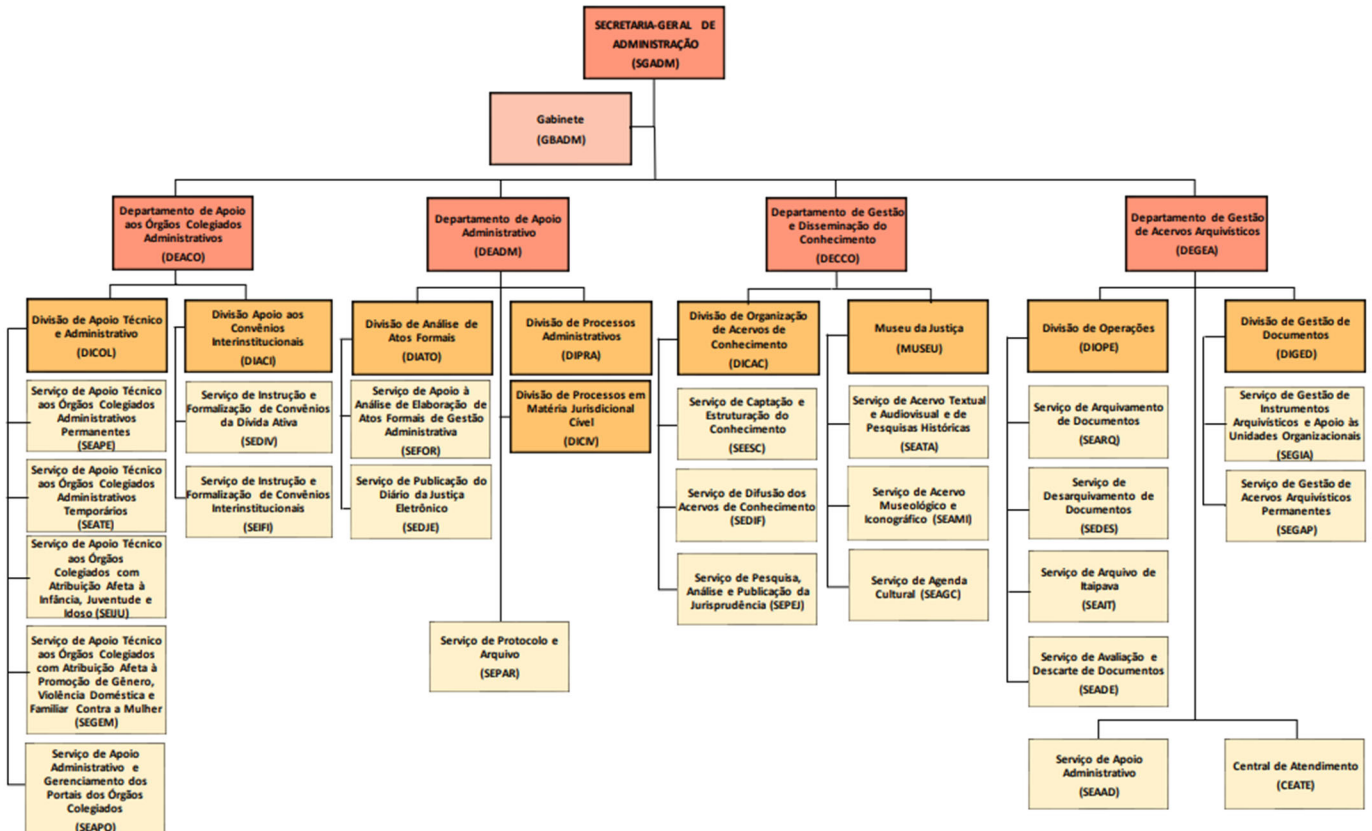 SECRETARIA-GERAL DE
ADMINISTRAÇÃO
(SGADM)
Gabinete
(GBADM)
Departamento de Apoio
aos Órgãos Colegiados
Administrativos
(DEACO)
Departamento de Apoio
Administrativo
(DEADM)
Departamento de Gestão
e Disseminação do
Conhecimento
(DECCO)
Departamento de Gestão
de Acervos Arquivísticos
(DEGEA)
Divisão de Apoio Técnico
e Administrativo
(DICOL)
Divisão Apoio aos
Convênios
Interinstitucionais
(DIACI)
Divisão de Análise de
Atos Formais
(DIATO)
Divisão de Processos
Administrativos
(DIPRA)
Divisão de Organização
de Acervos de
Conhecimento
(DICAC)
Museu da Justiça
(MUSEU)
Divisão de Operações
(DIOPE)
Divisão de Gestão de
Documentos
(DIGED)
Serviço de Apoio Técnico
aos Órgãos Colegiados
Administrativos
Permanentes
(SEAPE)
Serviço de Instrução e
Formalização de Convênios
da Dívida Ativa
(SEDIV)
Serviço de Apoio à
Análise de Elaboração de
Atos Formais de Gestão
Administrativa
(SEFOR)
Divisão de Processos em
Matéria Jurisdicional
Cível
(DICIV)
Serviço de Captação e
Estruturação do
Conhecimento
(SEESC)
Serviço de Acervo Textual
e Audiovisual e de
Pesquisas Históricas
(SEATA)
Serviço de Arquivamento
de Documentos
(SEARQ)
Serviço de Gestão de
Instrumentos
Arquivísticos e Apoio às
Unidades Organizacionais
(SEGIA)
Serviço de Apoio Técnico
aos Órgãos Colegiados
Administrativos
Temporários
(SEATE)
Serviço de Instrução e
Formalização de Convênios
Interinstitucionais
(SEIFI)
Serviço de Publicação do
Diário da Justiça
Eletrônico
(SEDJE)
Serviço de Difusão dos
Acervos de Conhecimento
(SEDIF)
Serviço de Acervo
Museológico e
Iconográfico (SEAMI)
Serviço de
Desarquivamento de
Documentos
(SEDES)
Serviço de Gestão de
Acervos Arquivísticos
Permanentes
(SEGAP)
Serviço de Apoio Técnico
aos Órgãos
Colegiados com
Atribuição Afeta à
Infância, Juventude e
Idoso (SEIJU)
Serviço de Pesquisa,
Análise e Publicação da
Jurisprudência (SEPEJ)
Serviço de Agenda
Cultural (SEAGC)
Serviço de Arquivo de
Itaipava
(SEAIT)
Serviço de Apoio Técnico
aos Órgãos Colegiados
com Atribuição Afeta à
Promoção de Gênero,
Violência Doméstica e
Familiar Contra a Mulher
(SEGEM)
Serviço de Protocolo e
Arquivo
(SEPAR)
Serviço de Avaliação e
Descarte de Documentos
(SEADE)
Serviço de Apoio
Administrativo e
Gerenciamento dos
Portais dos Órgãos
Colegiados
(SEAPO)
Serviço de Apoio
Administrativo
(SEAAD)
Central de Atendimento
(CEATE)